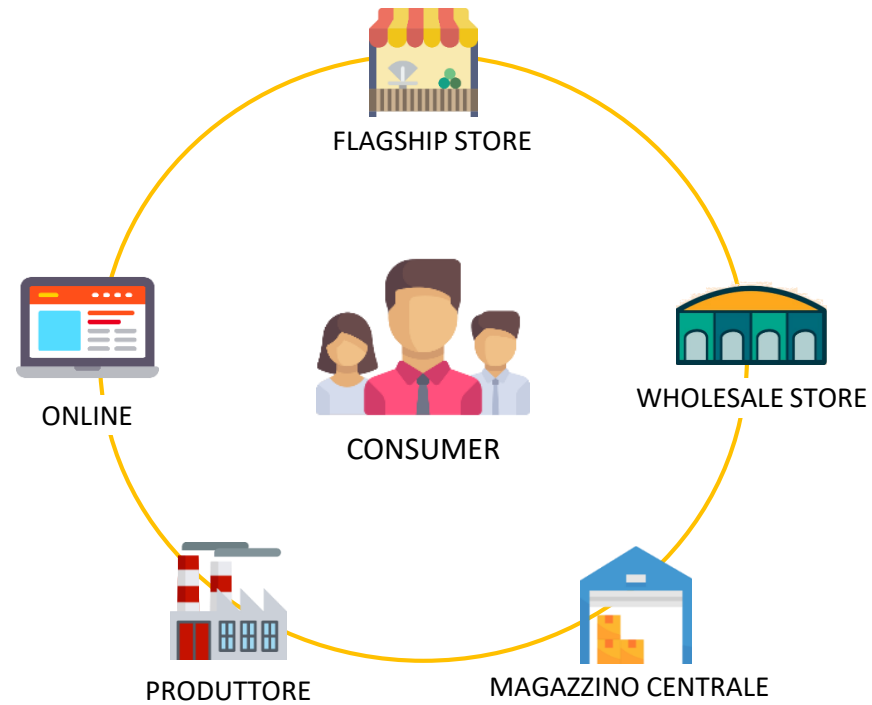 FLAGSHIP STORE
WHOLESALE STORE
ONLINE
CONSUMER
PRODUTTORE
MAGAZZINO CENTRALE